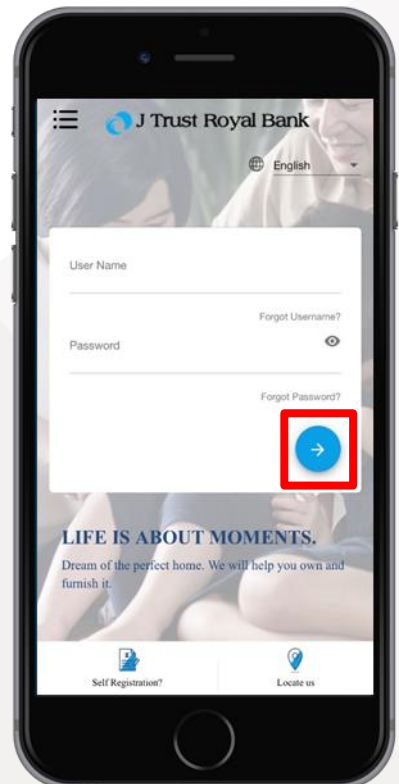 J Trust Royal Bank
English
User Name
Forgot Username?
Password
Forgot Password?
LIFE IS ABOUT MOMENTS.
Dream of the perfect home. We will help you own and
furnish it.
Self Registration?
Locate us